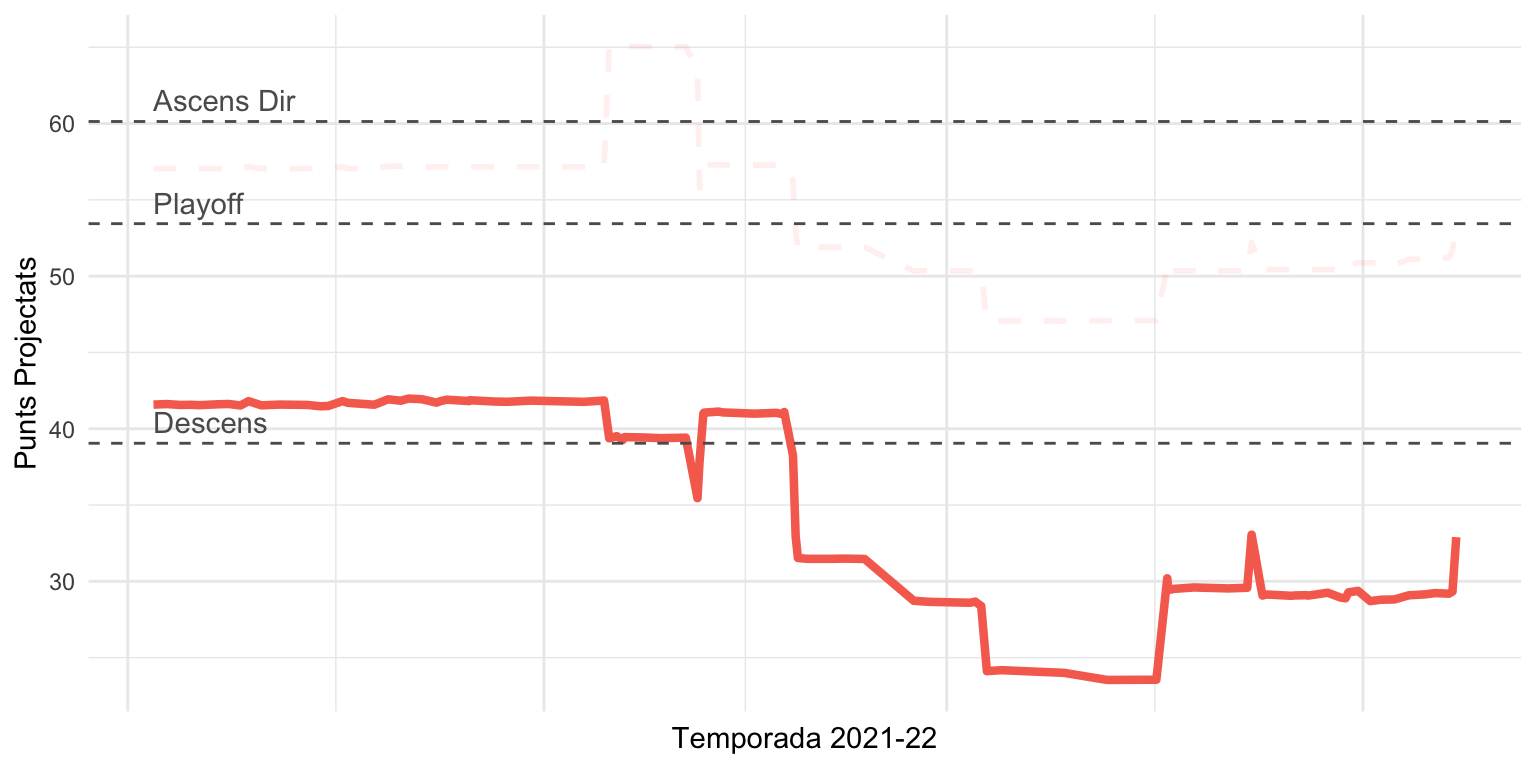 Ascens Dir
60
Playoff
50
Descens
40
30
Punts Projectats
Temporada 2021-22